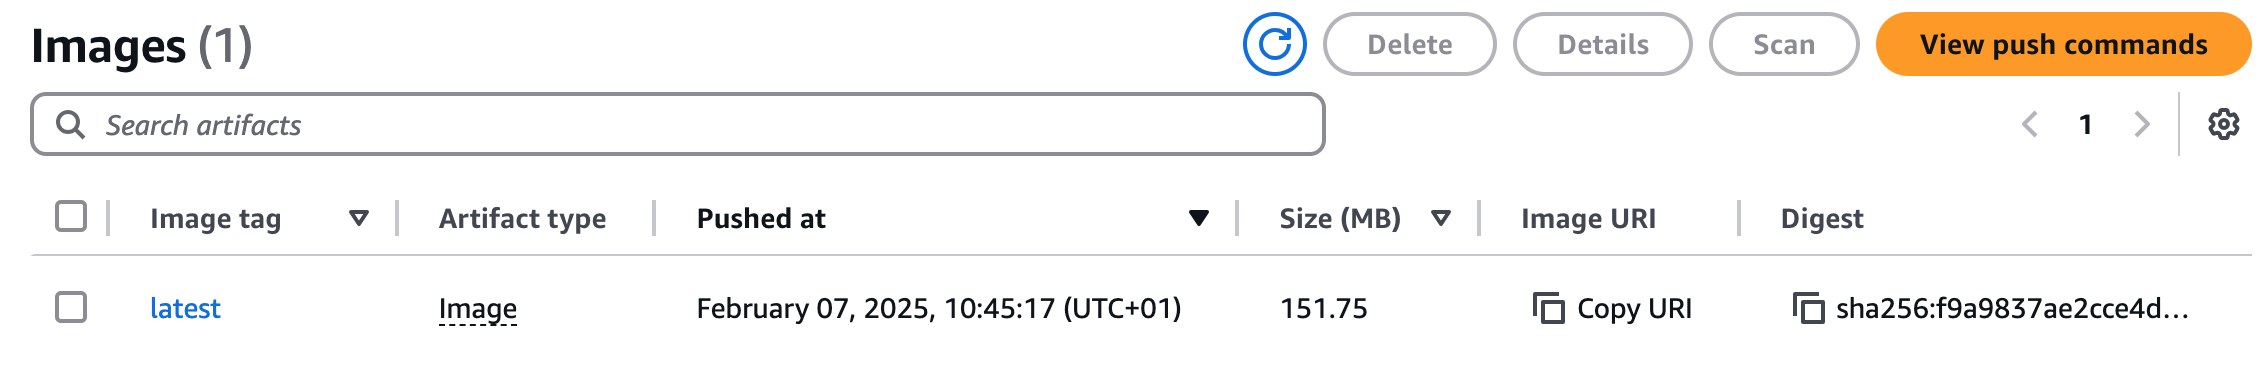 Images (1)
Delete
Details
Scan
View push commands
Search artifacts
1
Image tag Artifact type Pushed at Size (MB) Image URI Digest
latest Image February 07, 2025, 10:45:17 (UTC+01) 151.75 Copy URI sha256:f9a9837ae2cce4d...